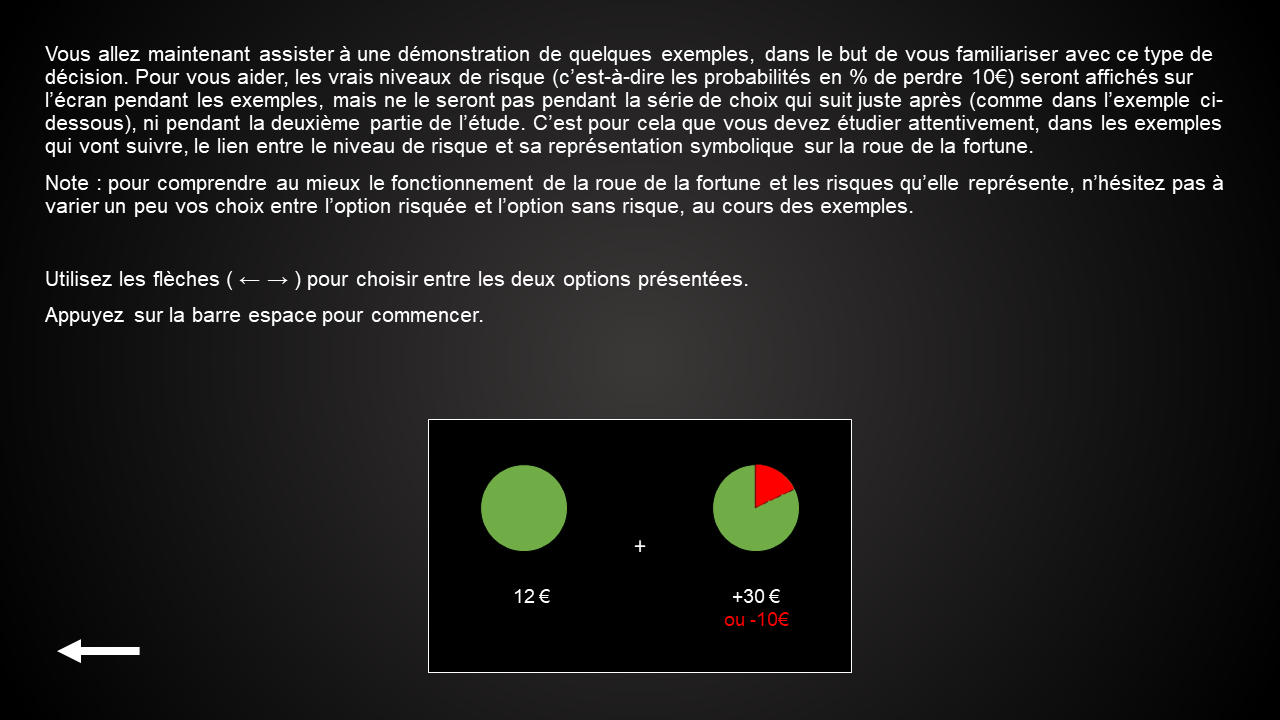 Vous allez maintenant assister à une démonstration de quelques exemples, dans le but de vous familiariser avec ce type de
décision. Pour vous aider, les vrais niveaux de risque (c’est-à-dire les probabilités en % de perdre 10€) seront affichés sur
l’écran pendant les exemples, mais ne le seront pas pendant la série de choix qui suit juste après (comme dans l’exemple ci-
dessous), ni pendant la deuxième partie de l’étude. C’est pour cela que vous devez étudier attentivement, dans les exemples
qui vont suivre, le lien entre le niveau de risque et sa représentation symbolique sur la roue de la fortune.
Note : pour comprendre au mieux le fonctionnement de la roue de la fortune et les risques qu’elle représente, n’hésitez pas à
varier un peu vos choix entre l’option risquée et l’option sans risque, au cours des exemples.
Utilisez les flèches ( ← → ) pour choisir entre les deux options présentées.
Appuyez sur la barre espace pour commencer.
+
12 €
+30 €
ou -10€